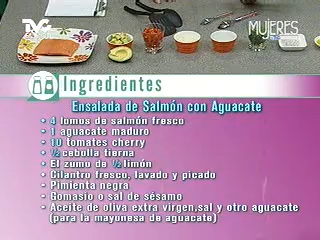 TVG
MUJERES
Ingredientes
Ensalada de Salmón con Aguacate
• 4 lomos de salmón fresco
• 1 aguacate maduro
• 10 tomates cherry
• ½ cebolla tierna
• El zumo de ½ limón
• Cilantro fresco, lavado y picado
• Pimienta negra
• Gomasio o sal de sésamo
• Aceite de oliva extra virgen,sal y otro aguacate
(para la mayonesa de aguacate)